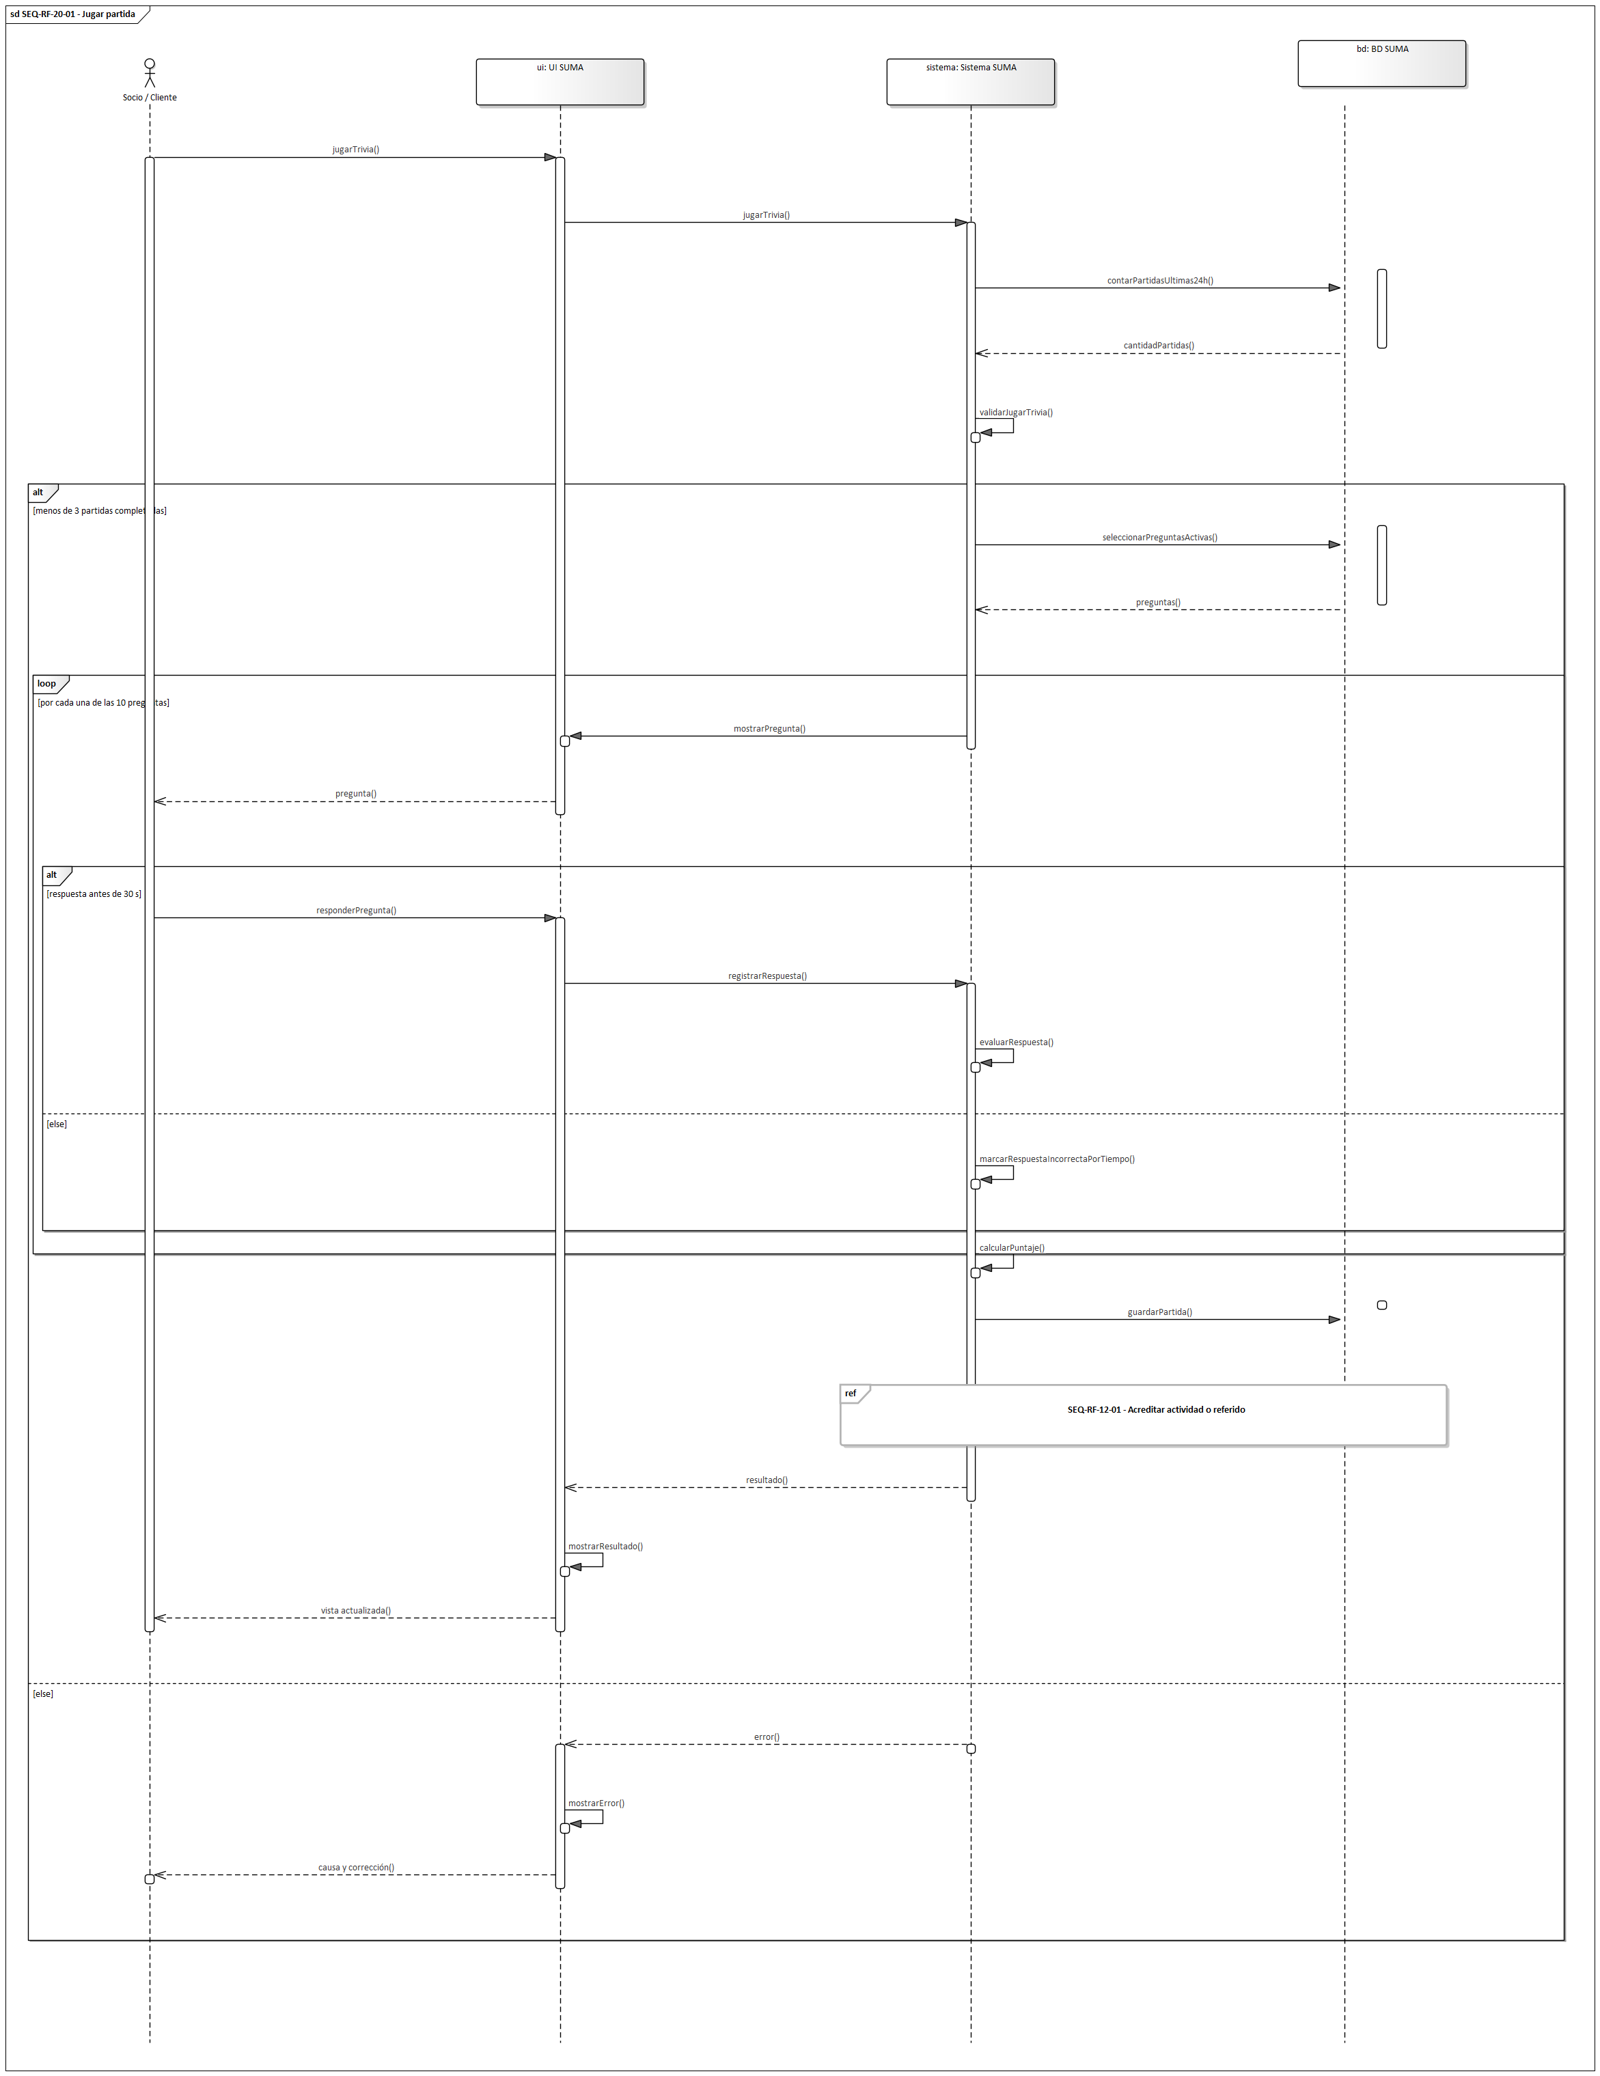 sd SEQ-RF-20-01 - Jugar partida
bd: BD SUMA
ui: UI SUMA
sistema: Sistema SUMA
Socio / Cliente
jugarTrivia()
jugarTrivia()
contarPartidasUltimas24h()
cantidadPartidas()
validarJugarTrivia()
alt
[menos de 3 partidas complet das]
seleccionarPreguntasActivas()
preguntas()
loop
[por cada una de las 10 preg tas]
mostrarPregunta()
pregunta()
alt
[respuesta antes de 30 s]
responderPregunta()
registrarRespuesta()
evaluarRespuesta()
[else]
marcarRespuestaIncorrectaPorTiempo()
calcularPuntaje()
guardarPartida()
ref
SEQ-RF-12-01 - Acreditar actividad o referido
resultado()
mostrarResultado()
vista actualizada()
[else]
error()
mostrarError()
causa y corrección()